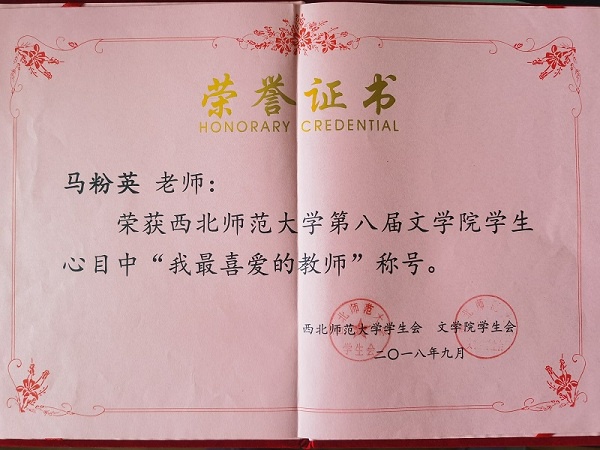 荣誉证书
HONORARY CREDENTIAL
马粉英 老师:
荣获西北师范大学第八届文学院学生
心目中“我最喜爱的教师”称号。
西北师范大学学生会 文学院学生会
二〇一八年九月
学生会